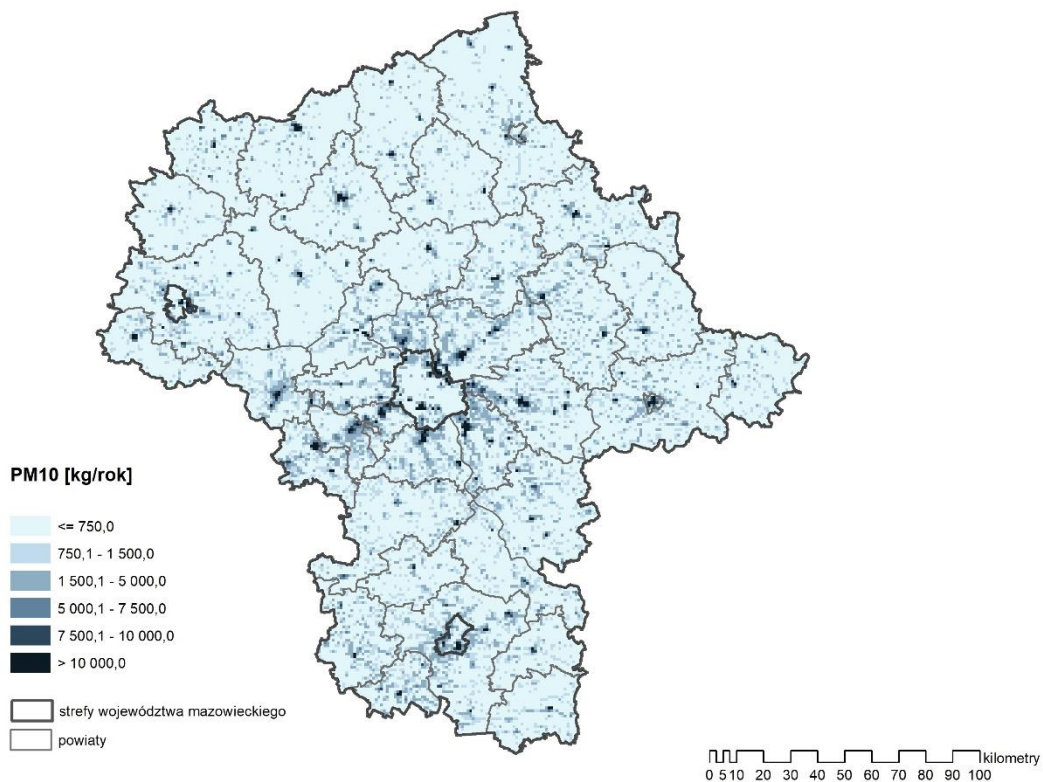 PM10 [kg/rok]
<= 750,0
750,1 - 1 500,0
1 500,1 - 5 000,0
5 000,1 - 7 500,0
7 500,1 - 10 000,0
> 10 000,0
strefy województwa mazowieckiego
powiaty
kilometry
0 5 10 20 30 40 50 60 70 80 90 100